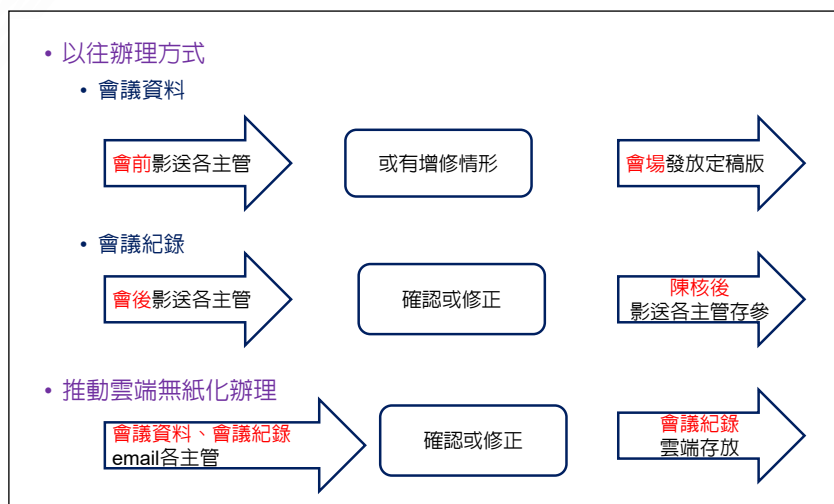 • 以往辦理方式
• 會議資料
會前影送各主管
或有增修情形
會場發放定稿版
• 會議紀錄
會後影送各主管
確認或修正
陳核後
影送各主管存參
• 推動雲端無紙化辦理
會議資料、會議紀錄
email各主管
確認或修正
會議紀錄
雲端存放